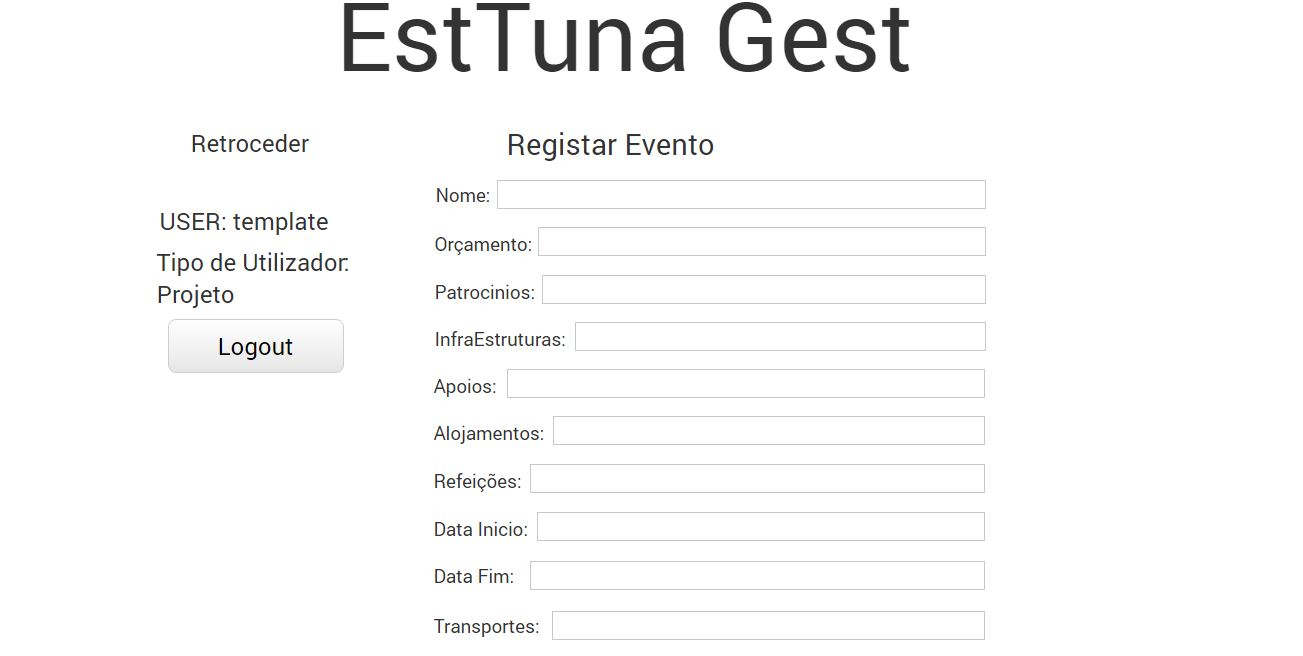 EstTuna Gest
Retroceder
USER: template
Tipo de Utilizador:
Projeto
Logout
Registar Evento
Nome:
Orçamento:
Patrocinios:
InfraEstruturas:
Apoios:
Alojamentos:
Refeições:
Data Inicio:
Data Fim:
Transportes: